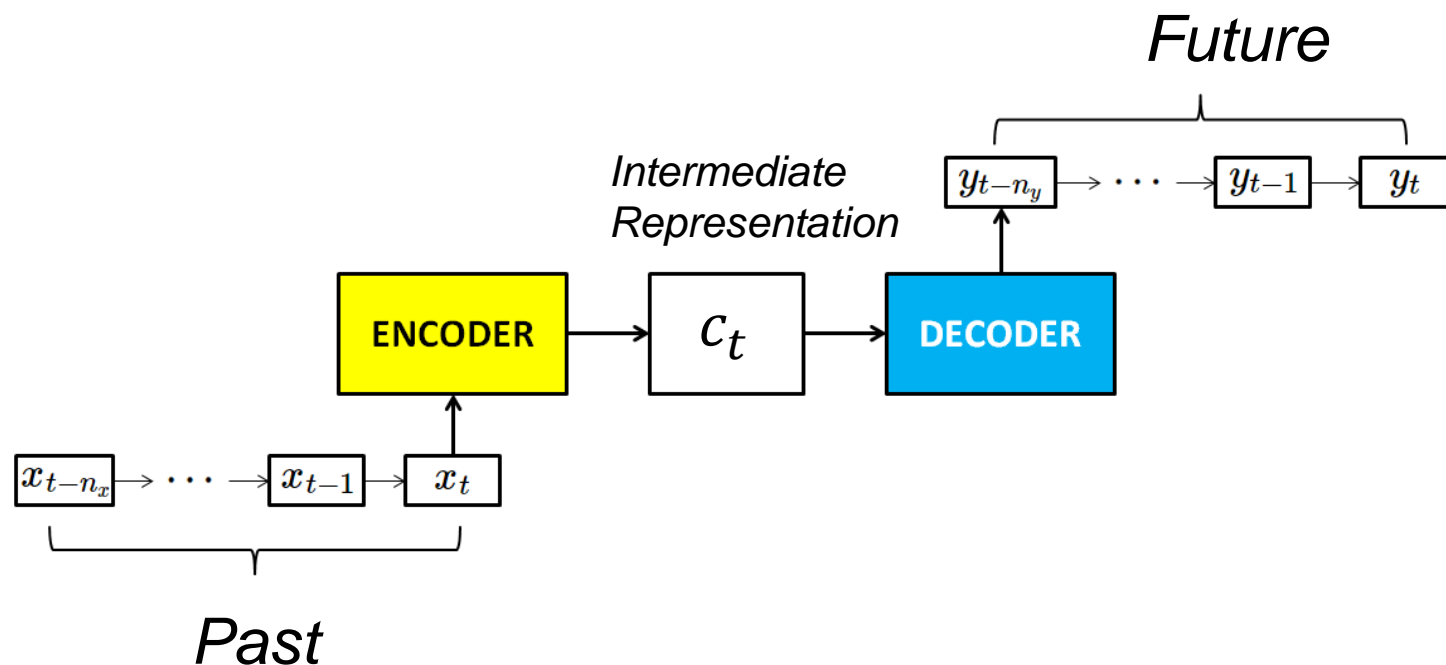 Future
Intermediate
Representation
y_{t-n_y} → ⋯ → y_{t-1} → y_t
ENCODER
c_t
DECODER
x_{t-n_x} → ⋯ → x_{t-1} → x_t
Past